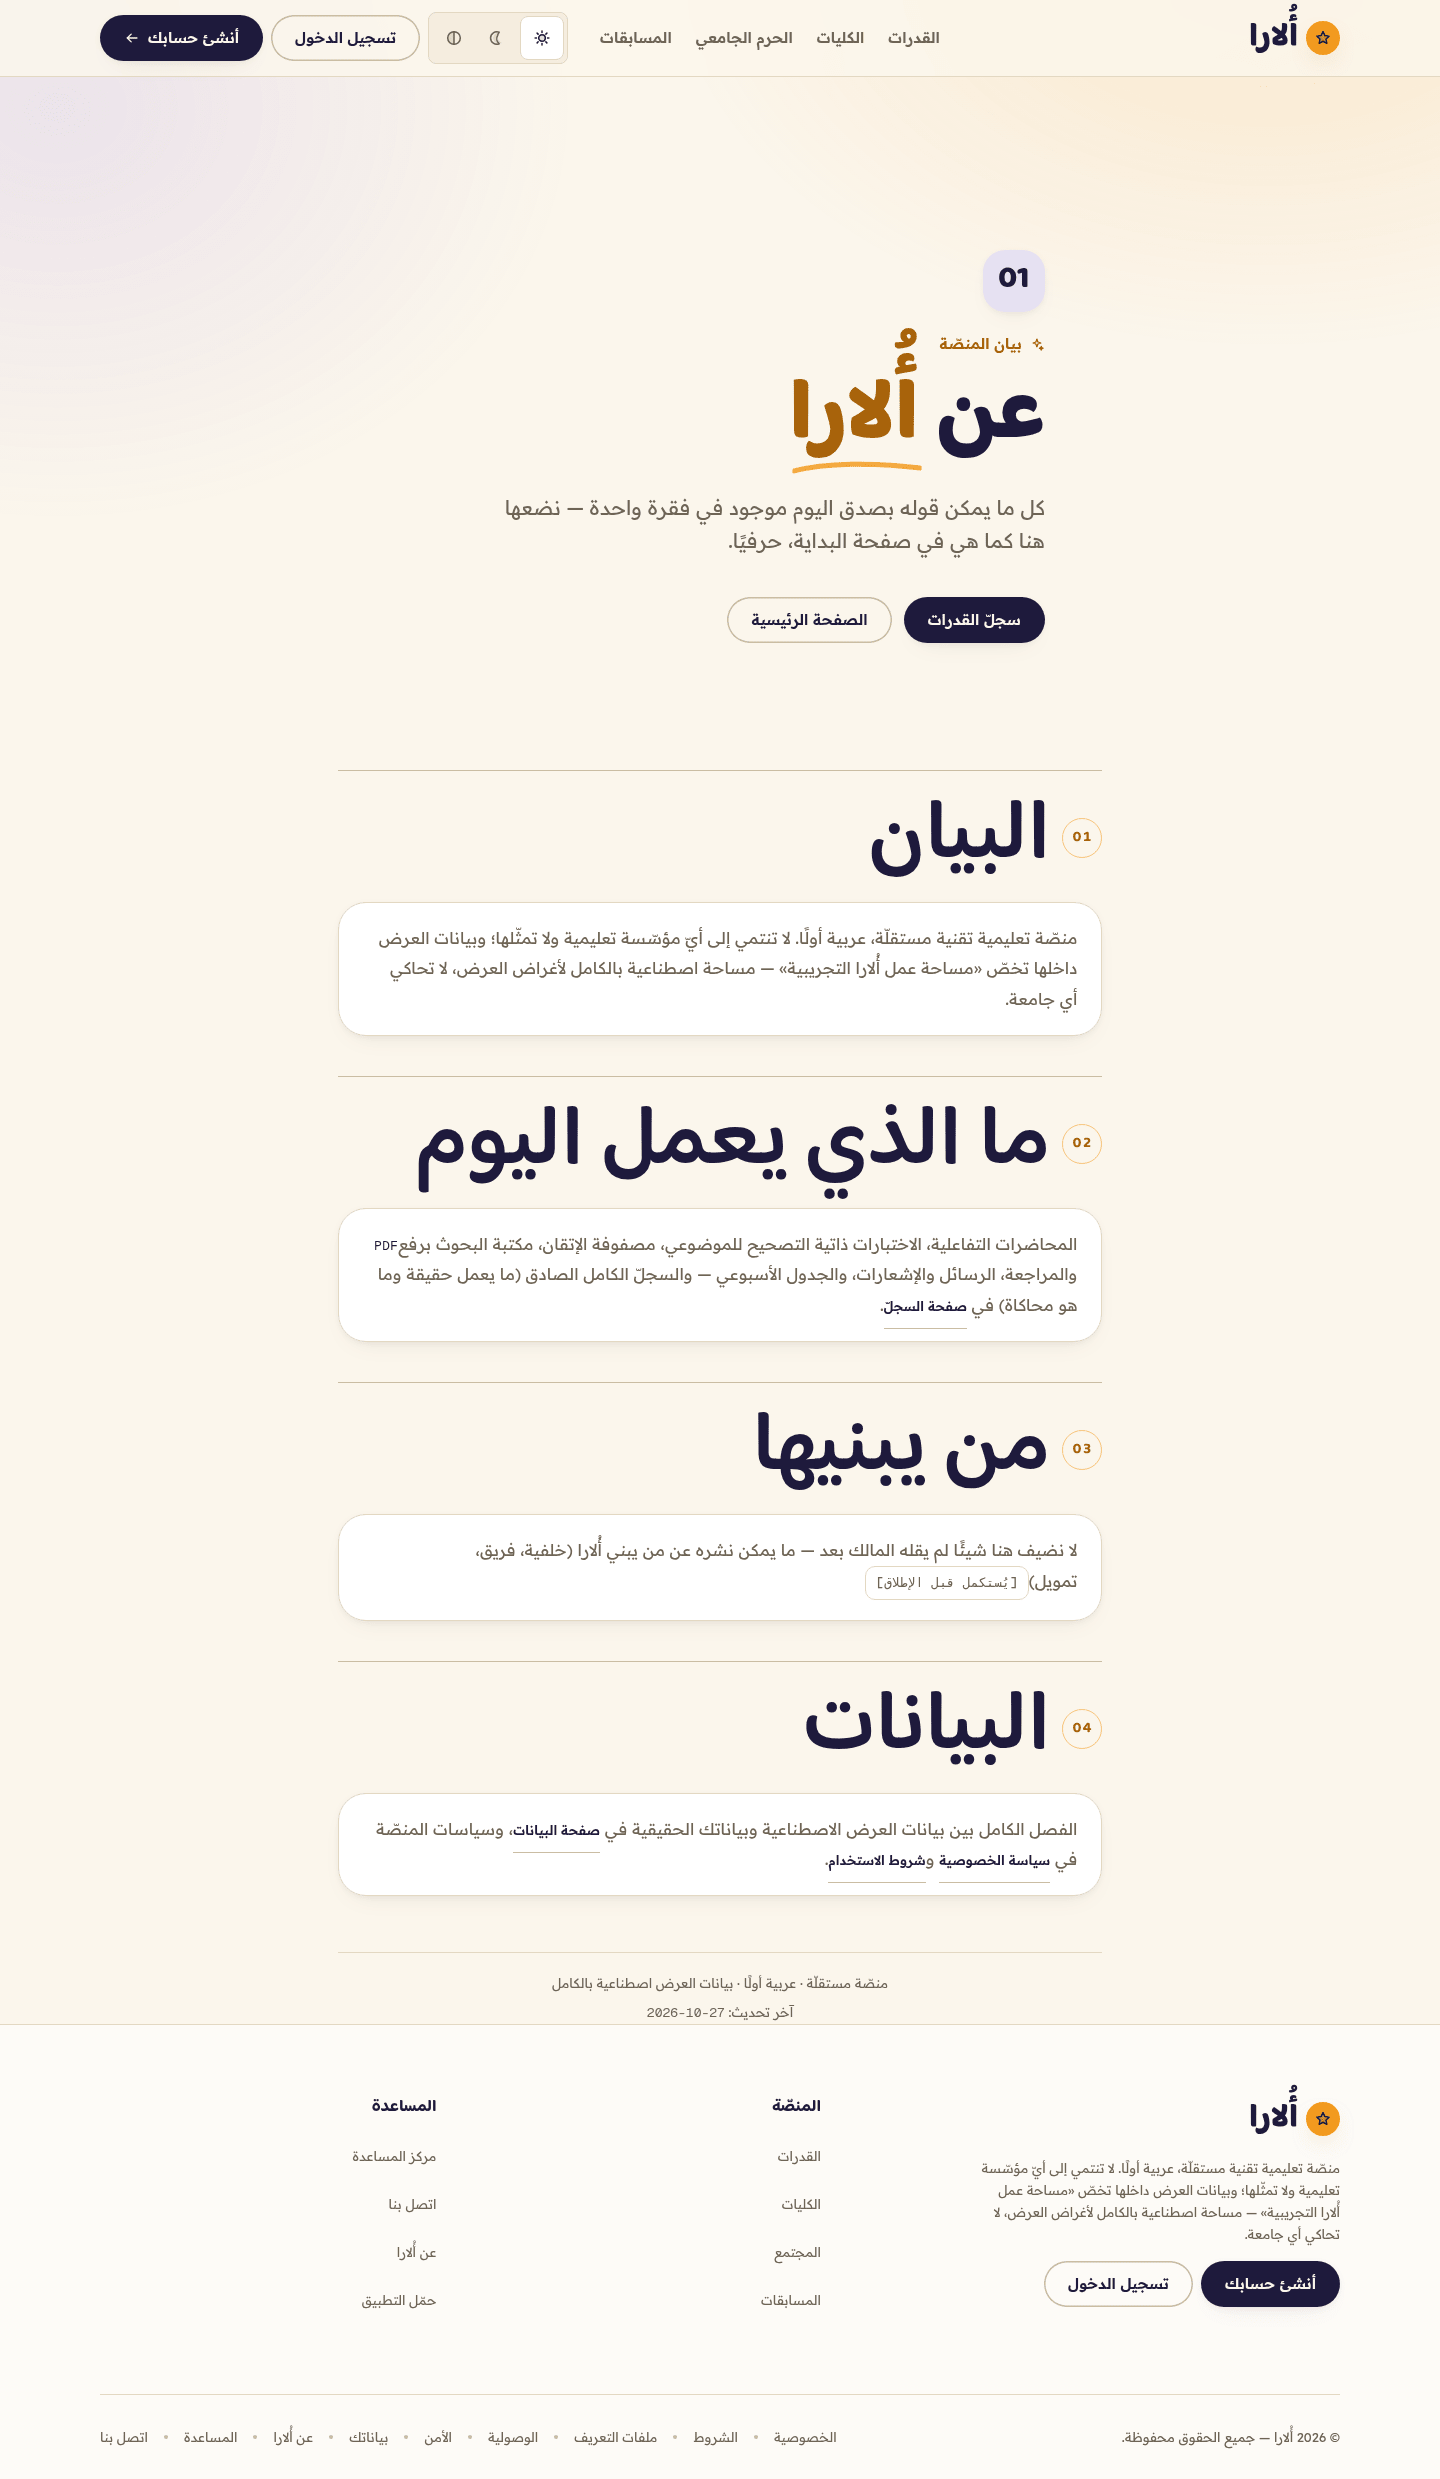 أُلارا
القدرات
الكليات
الحرم الجامعي
المسابقات
تسجيل الدخول
أنشئ حسابك
01
بيان المنصّة
عن أُلارا
كل ما يمكن قوله بصدق اليوم موجود في فقرة واحدة — نضعها
هنا كما هي في صفحة البداية، حرفيًا.
سجلّ القدرات
الصفحة الرئيسية
01
البيان
منصّة تعليمية تقنية مستقلّة، عربية أولًا. لا تنتمي إلى أيّ مؤسّسة تعليمية ولا تمثّلها؛ وبيانات العرض
داخلها تخصّ «مساحة عمل أُلارا التجريبية» — مساحة اصطناعية بالكامل لأغراض العرض، لا تحاكي
أي جامعة.
02
ما الذي يعمل اليوم
المحاضرات التفاعلية، الاختبارات ذاتية التصحيح للموضوعي، مصفوفة الإتقان، مكتبة البحوث برفع PDF
والمراجعة، الرسائل والإشعارات، والجدول الأسبوعي — والسجلّ الكامل الصادق (ما يعمل حقيقة وما
هو محاكاة) في صفحة السجلّ.
03
من يبنيها
لا نضيف هنا شيئًا لم يقله المالك بعد — ما يمكن نشره عن من يبني أُلارا (خلفية، فريق،
تمويل) [يُستكمل قبل الإطلاق]
04
البيانات
الفصل الكامل بين بيانات العرض الاصطناعية وبياناتك الحقيقية في صفحة البيانات، وسياسات المنصّة
في سياسة الخصوصية وشروط الاستخدام.
منصّة مستقلّة · عربية أولًا · بيانات العرض اصطناعية بالكامل
آخر تحديث: 27-10-2026
أُلارا
منصّة تعليمية تقنية مستقلّة، عربية أولًا. لا تنتمي إلى أيّ مؤسّسة
تعليمية ولا تمثّلها؛ وبيانات العرض داخلها تخصّ «مساحة عمل
أُلارا التجريبية» — مساحة اصطناعية بالكامل لأغراض العرض، لا
تحاكي أي جامعة.
أنشئ حسابك
تسجيل الدخول
المنصّة
القدرات
الكليات
المجتمع
المسابقات
المساعدة
مركز المساعدة
اتصل بنا
عن أُلارا
حمّل التطبيق
© 2026 أُلارا — جميع الحقوق محفوظة.
الخصوصية • الشروط • ملفات التعريف • الوصولية • الأمن • بياناتك • عن أُلارا • المساعدة • اتصل بنا